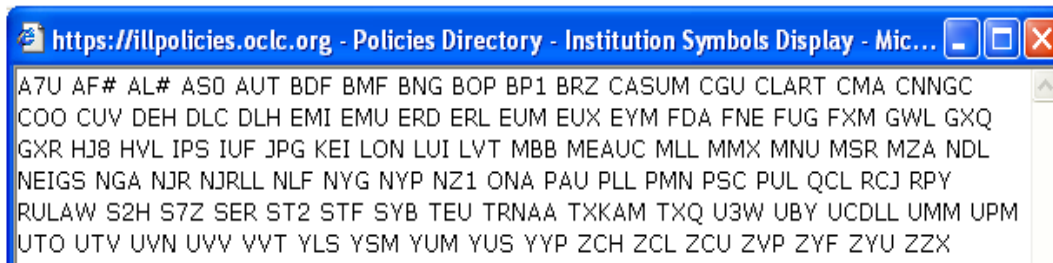 https://illpolicies.oclc.org - Policies Directory - Institution Symbols Display - Mic...
A7U AF# AL# AS0 AUT BDF BMF BNG BOP BP1 BRZ CASUM CGU CLART CMA CNNGC
COO CUV DEH DLC DLH EMI EMU ERD ERL EUM EUX EYM FDA FNE FUG FXM GWL GXQ
GXR HJ8 HVL IPS IUF JPG KEI LON LUI LVT MBB MEAUC MLL MMX MNU MSR MZA NDL
NEIGS NGA NJR NJRLL NLF NYG NYP NZ1 ONA PAU PLL PMN PSC PUL QCL RCJ RPY
RULAW S2H S7Z SER ST2 STF SYB TEU TRNAA TXKAM TXQ U3W UBY UCDLL UMM UPM
UTO UTV UVN UVV VVT YLS YSM YUM YUS YYP ZCH ZCL ZCU ZVP ZYF ZYU ZZX